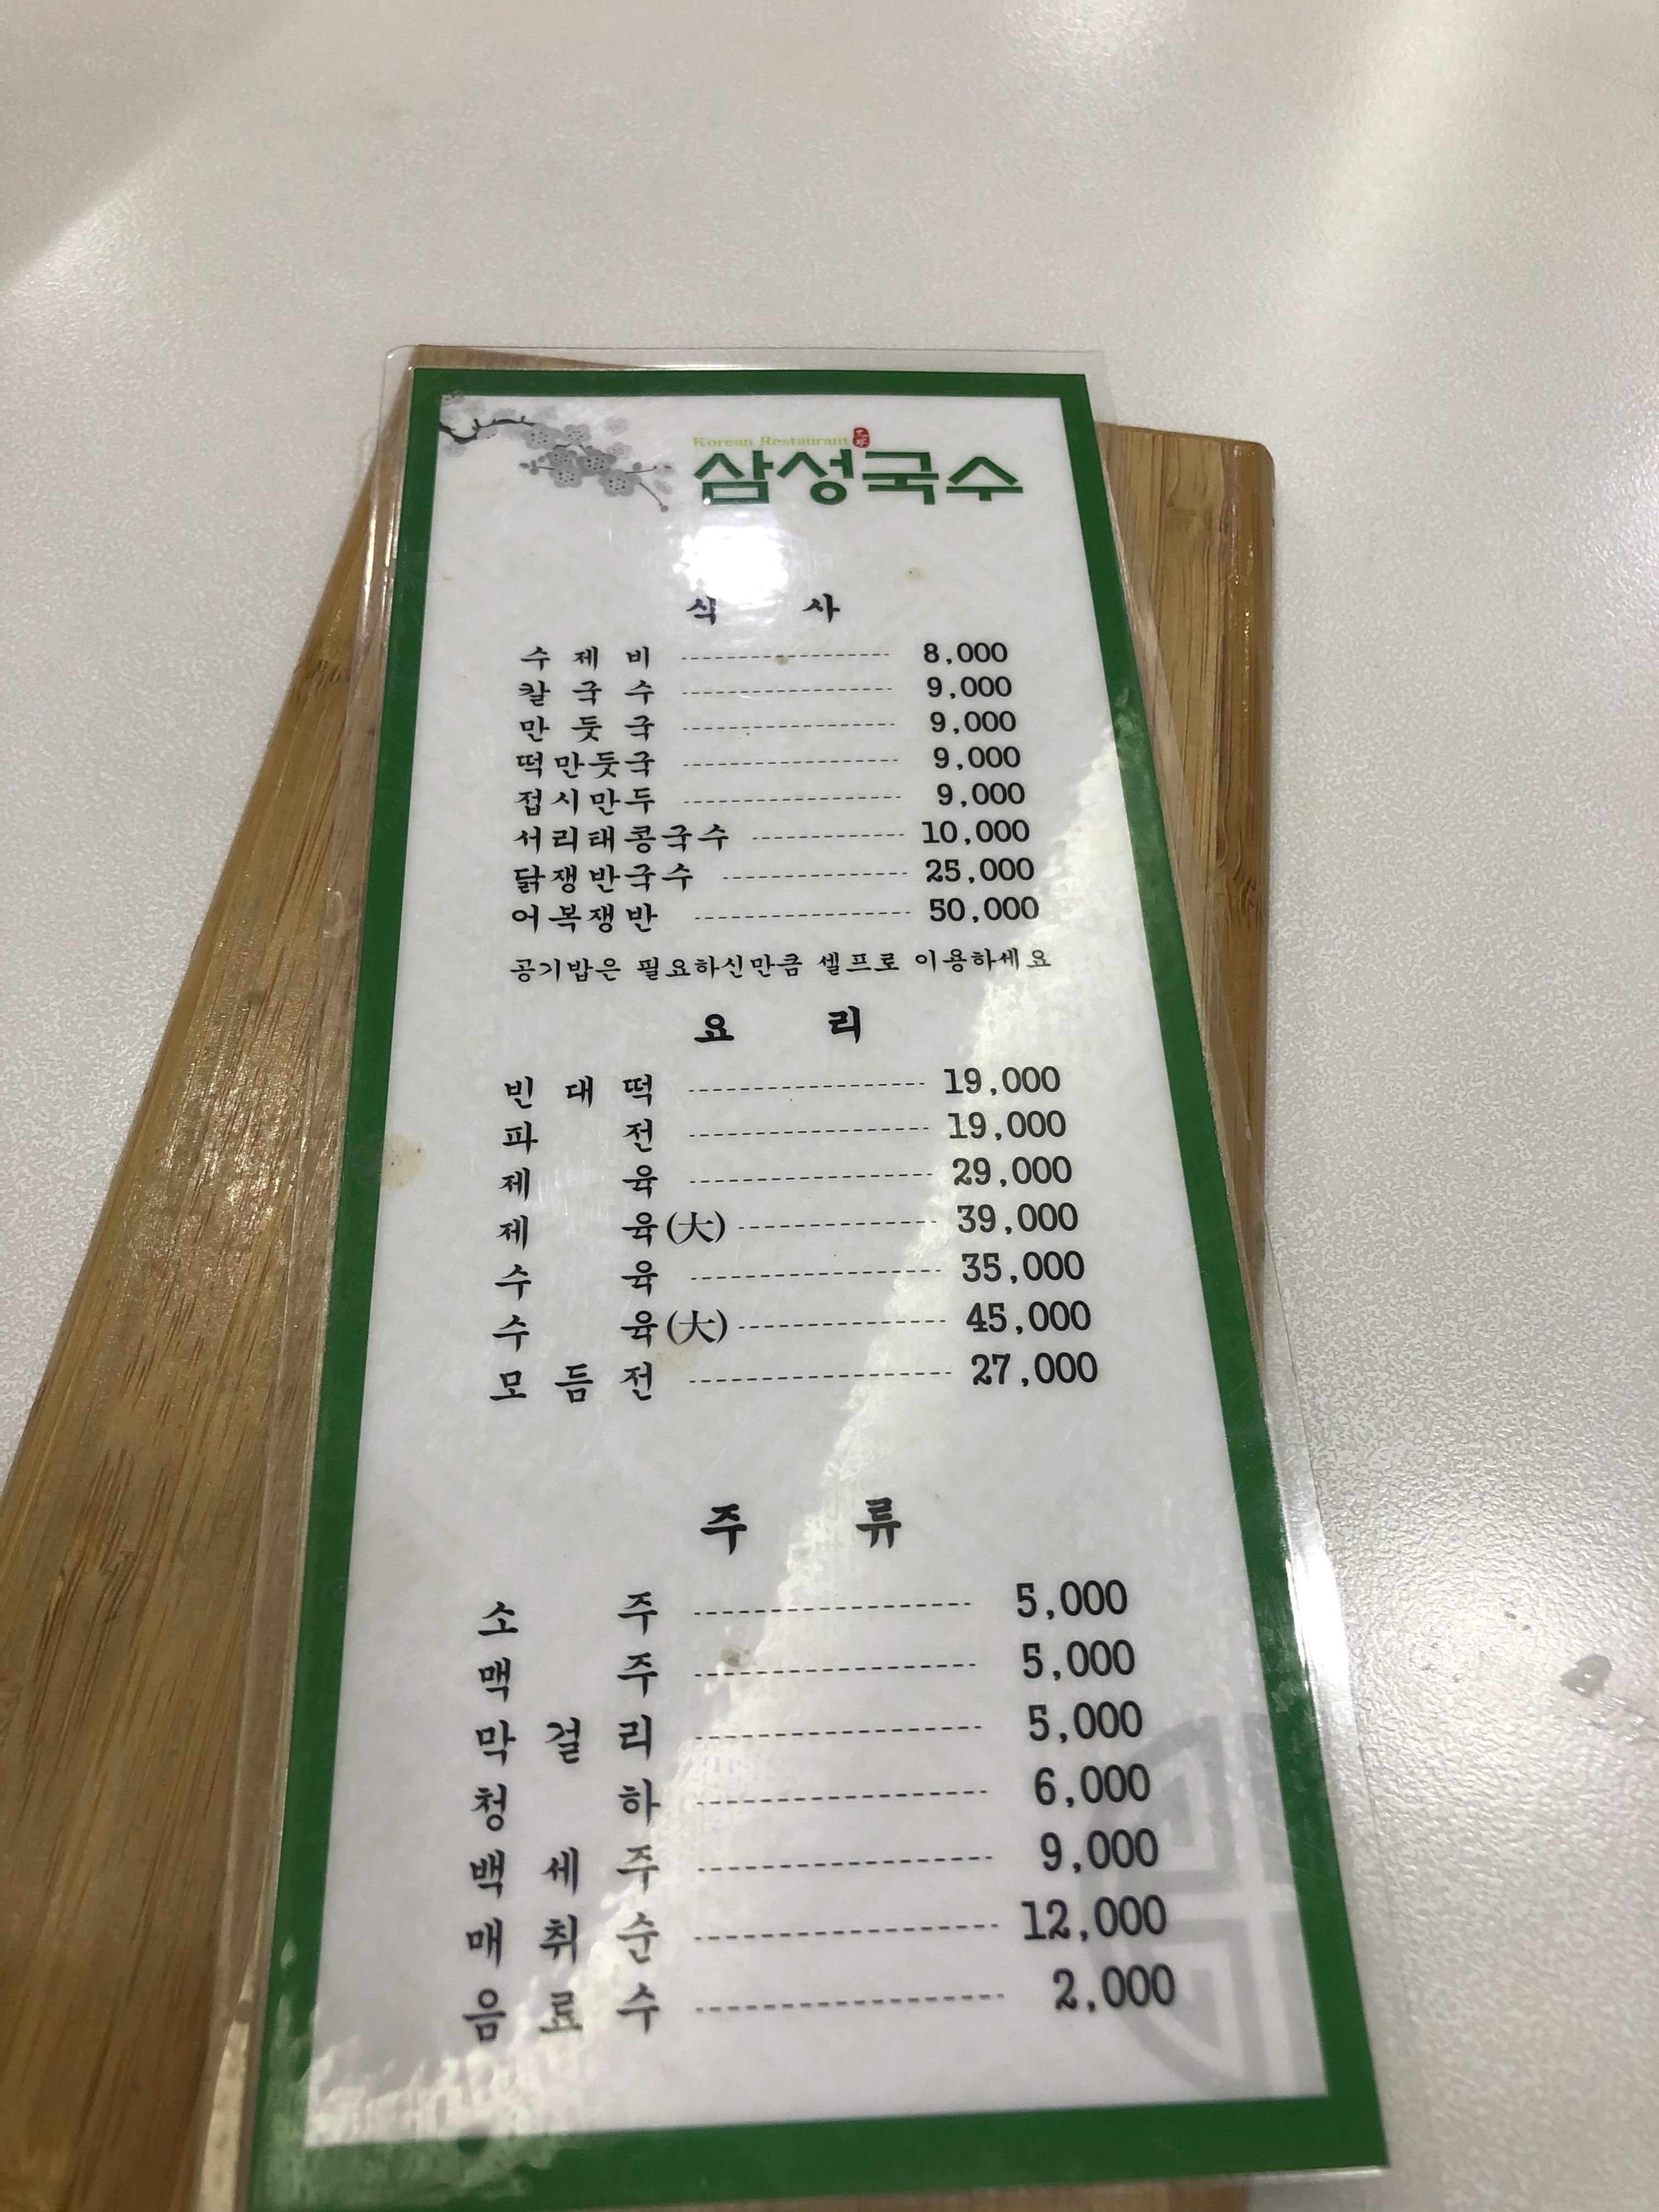 Korean Restaurant
삼성국수
식 사
수제비 8,000
칼국수 9,000
만둣국 9,000
떡만둣국 9,000
접시만두 9,000
서리태콩국수 10,000
닭쟁반국수 25,000
어복쟁반 50,000
공기밥은 필요하신만큼 셀프로 이용하세요
요 리
빈대떡 19,000
파전 19,000
제육 29,000
제육(大) 39,000
수육 35,000
수육(大) 45,000
모듬전 27,000
주 류
소주 5,000
맥주 5,000
막걸리 5,000
청하 6,000
백세주 9,000
매취순 12,000
음료수 2,000